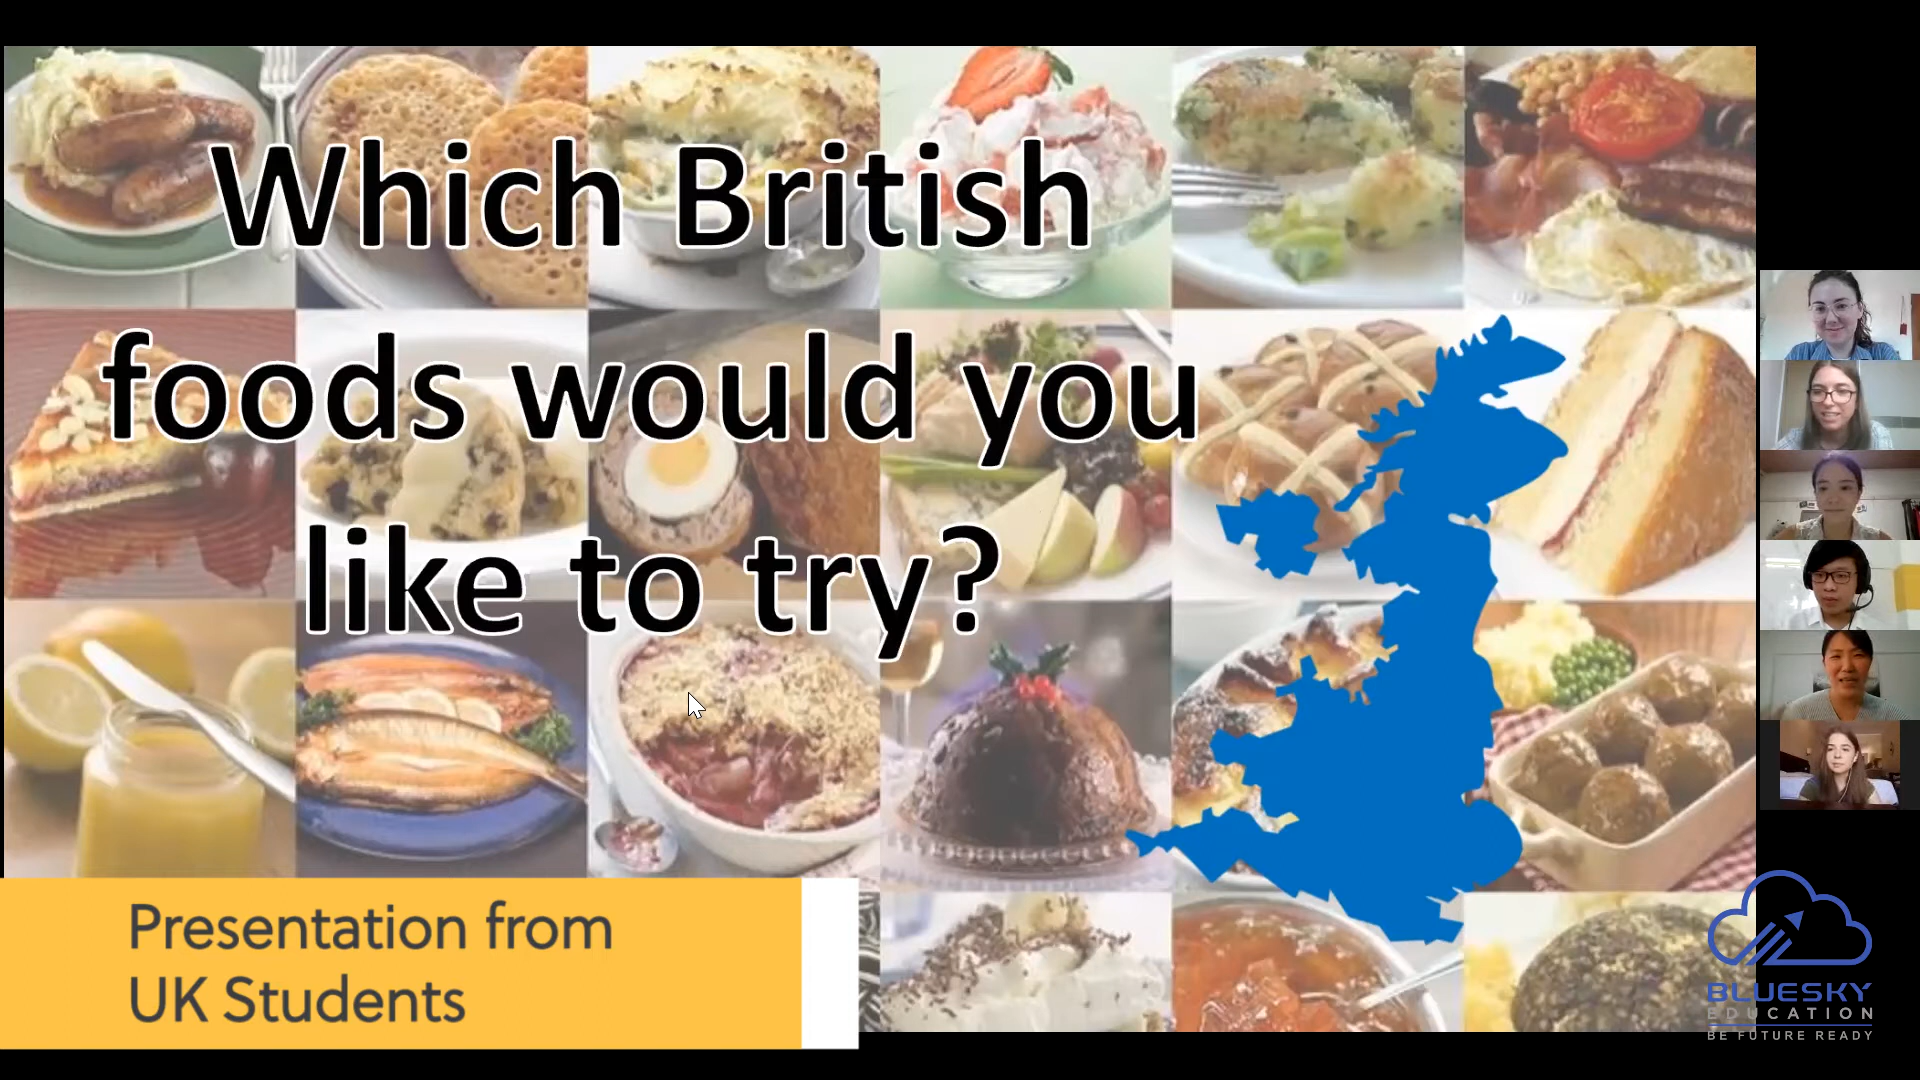 Which British
foods would you
like to try?
Presentation from
UK Students
BLUESKY
EDUCATION
BE FUTURE READY